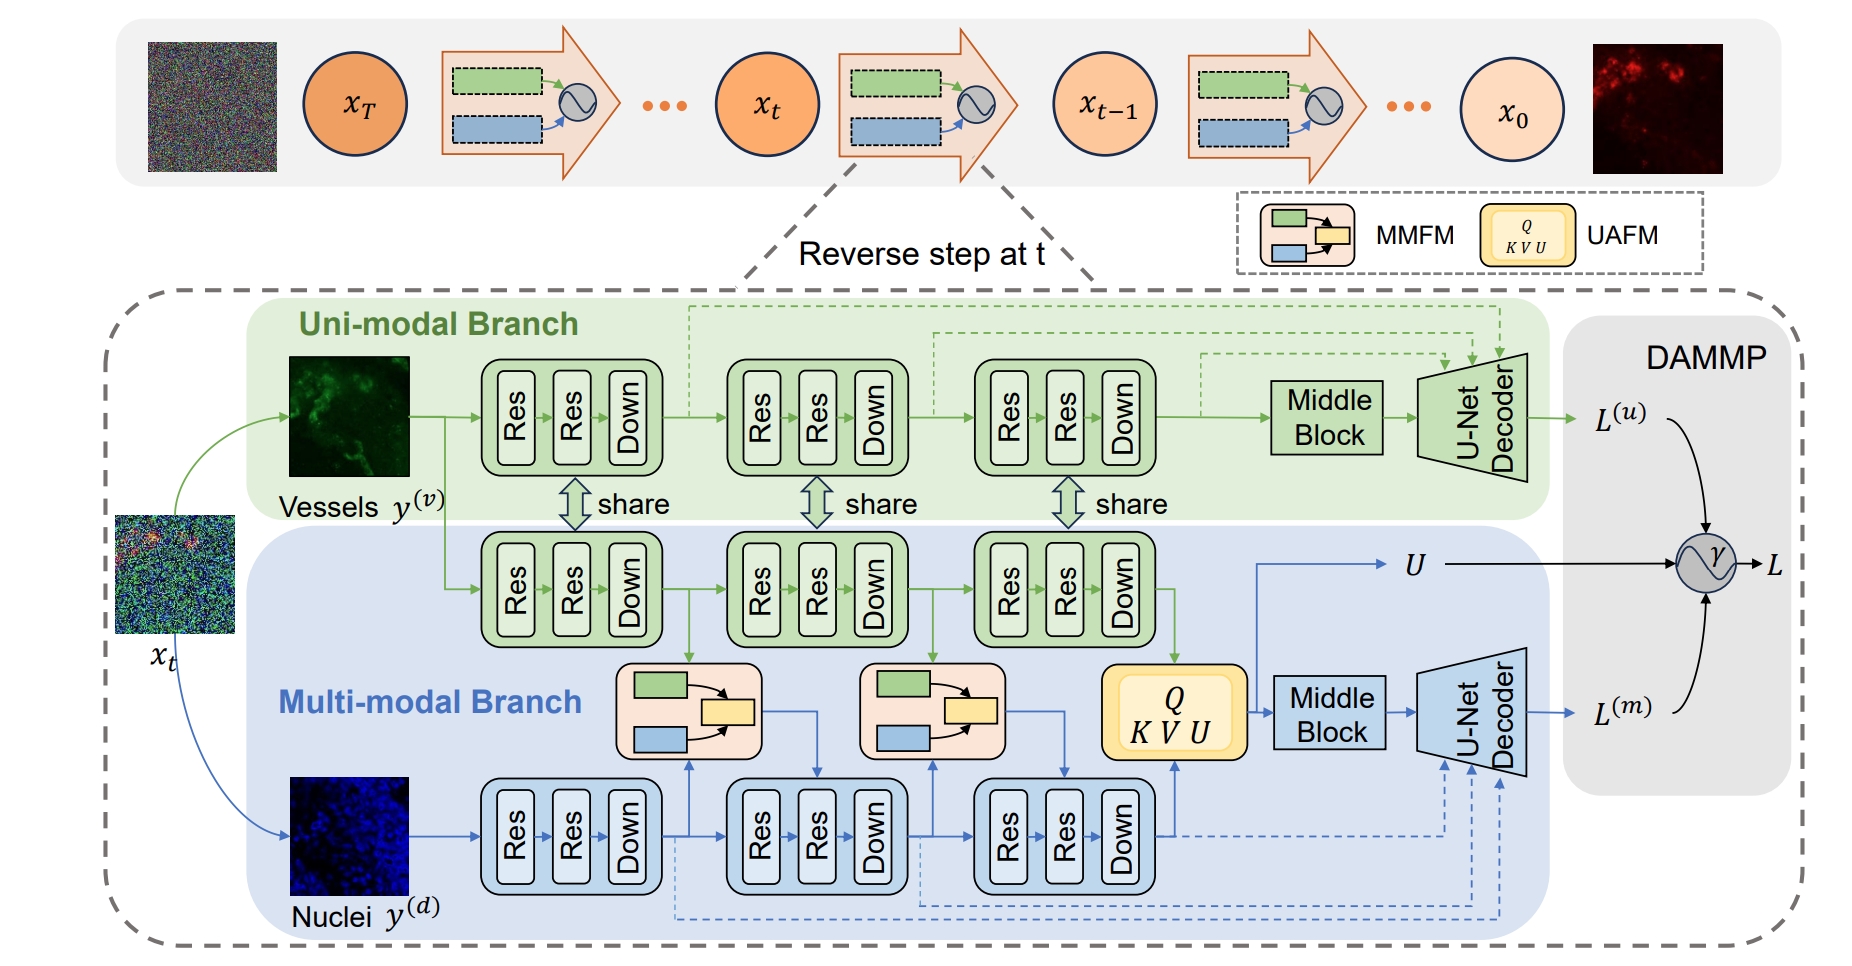 x_T
x_t
x_{t−1}
x_0
Q
K V U
MMFM
UAFM
Reverse step at t
Uni-modal Branch
DAMMP
Res
Res
Down
Res
Res
Down
Res
Res
Down
Middle
Block
U-Net
Decoder
L^{(u)}
Vessels y^{(v)}
share
share
share
γ
L
U
Res
Res
Down
Res
Res
Down
Res
Res
Down
x_t
Multi-modal Branch
Q
K V U
Middle
Block
U-Net
Decoder
L^{(m)}
Res
Res
Down
Res
Res
Down
Res
Res
Down
Nuclei y^{(d)}